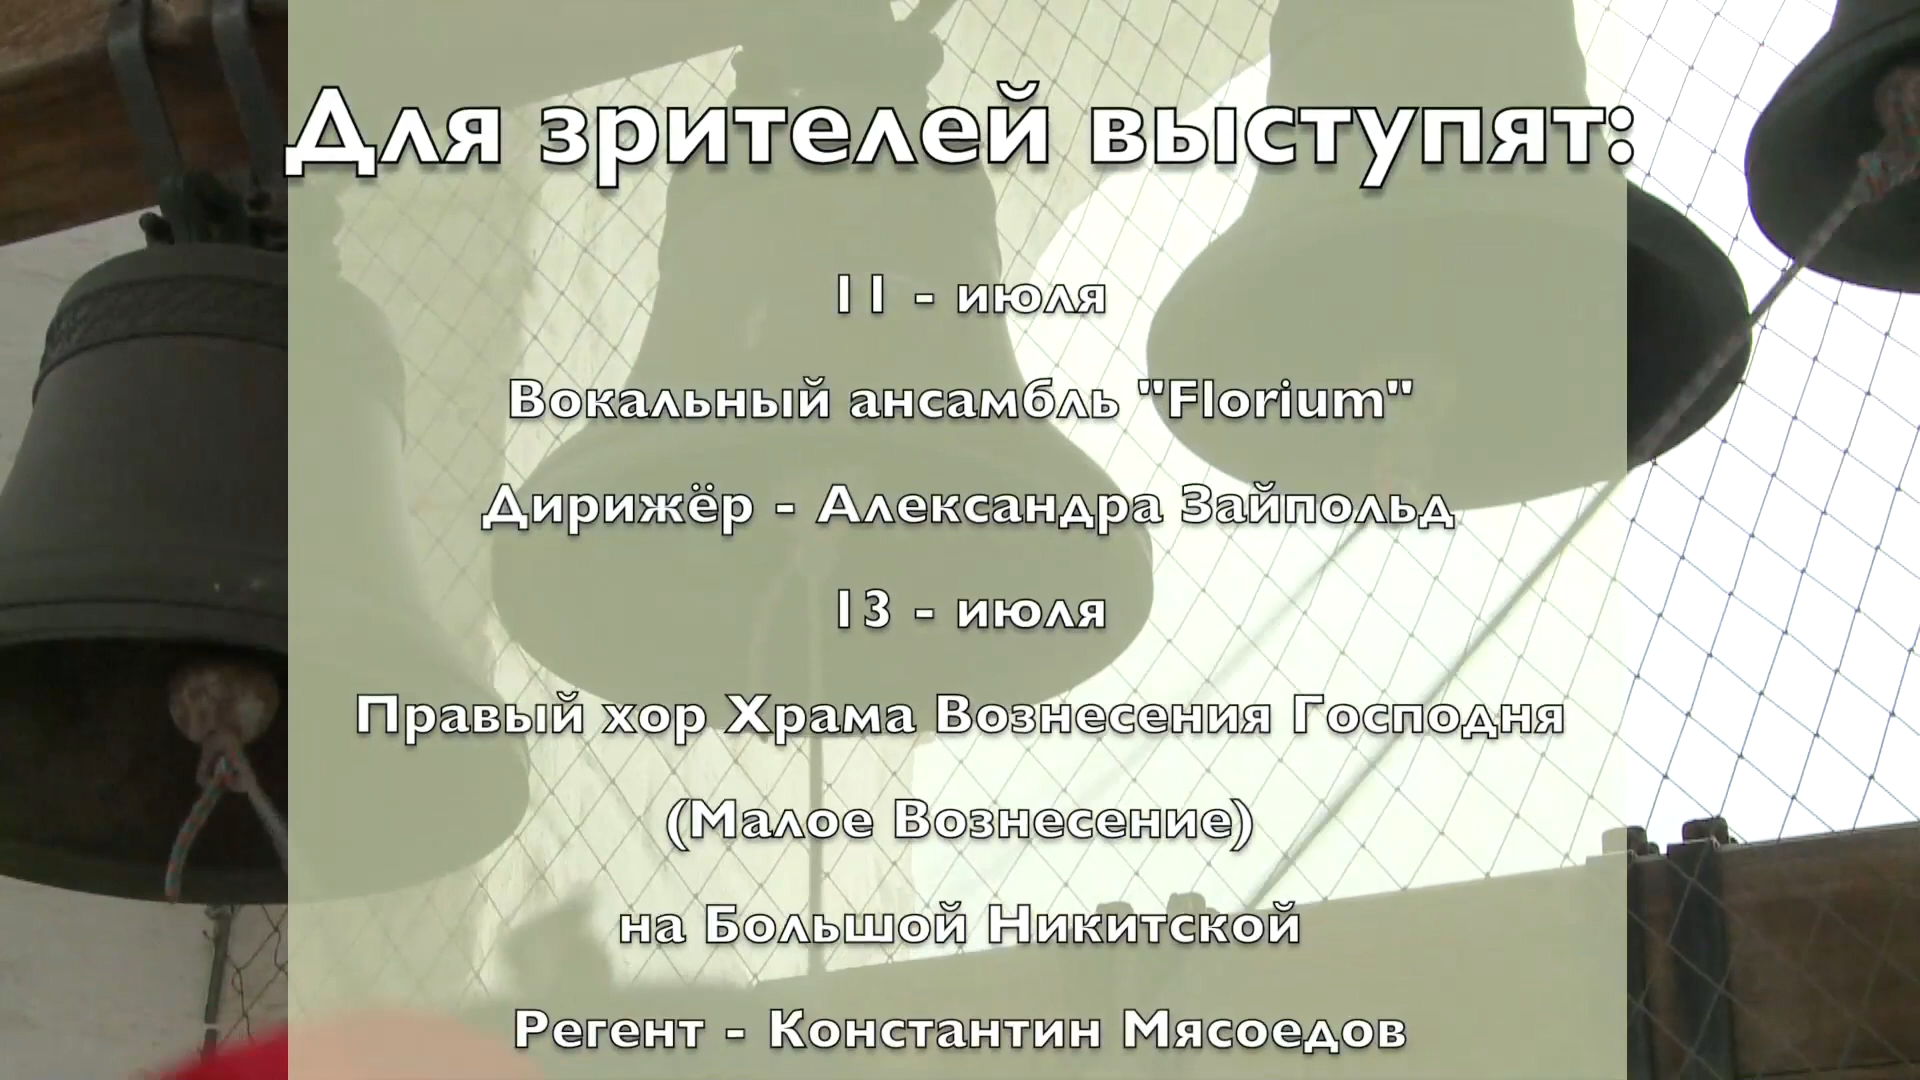 Для зрителей выступят:
11 - июля
Вокальный ансамбль "Florium"
Дирижёр - Александра Зайпольд
13 - июля
Правый хор Храма Вознесения Господня
(Малое Вознесение)
на Большой Никитской
Регент - Константин Мясоедов